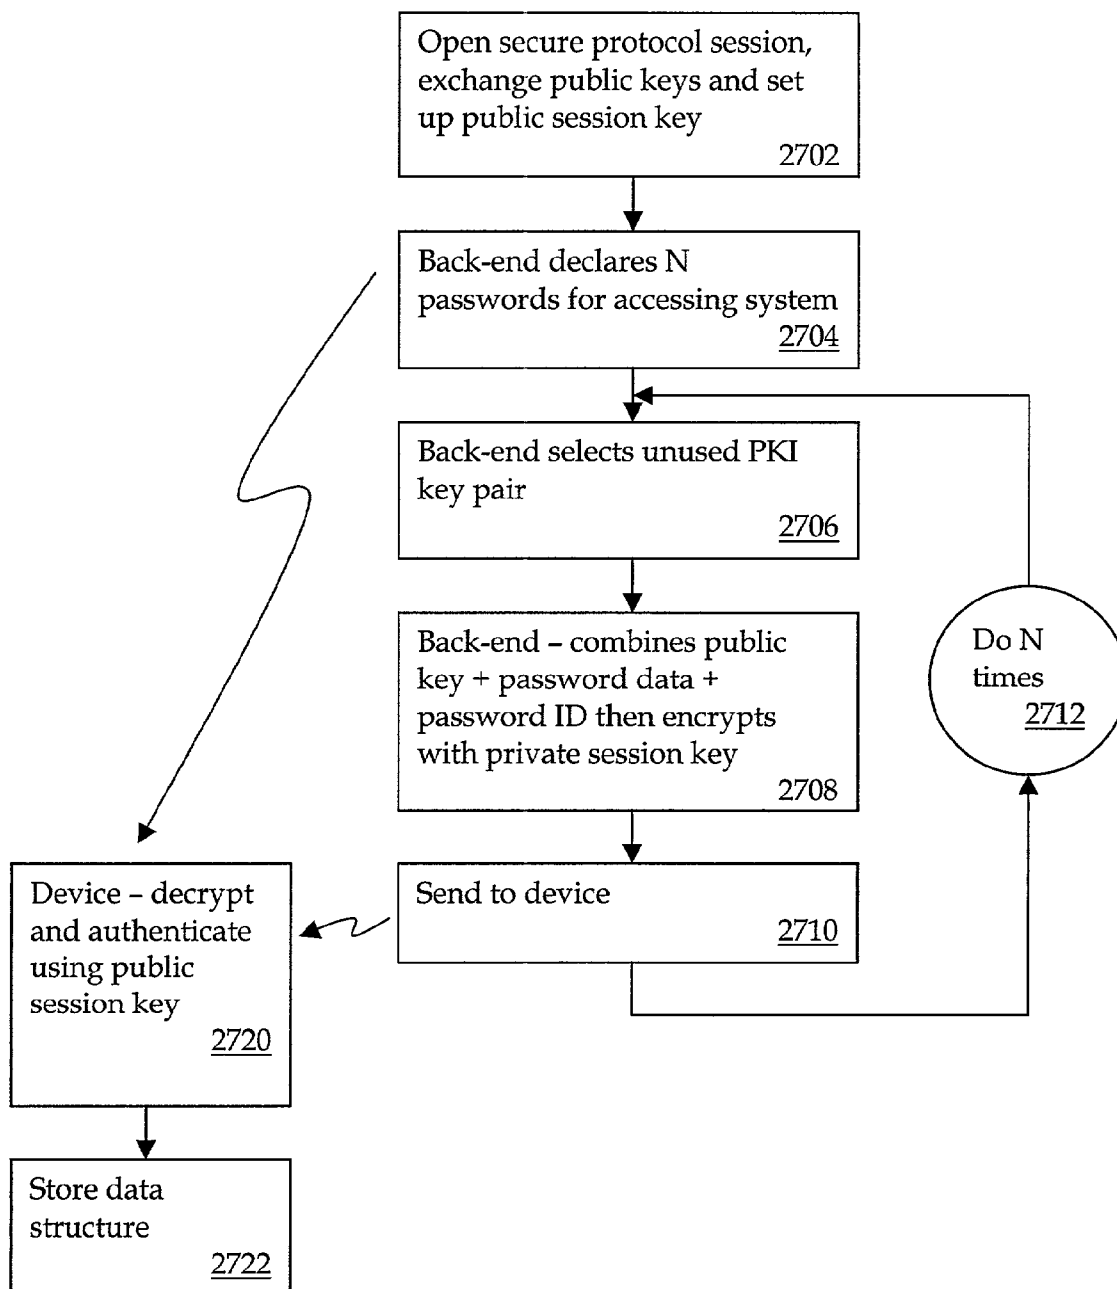 Open secure protocol session,
exchange public keys and set
up public session key
2702
Back-end declares N
passwords for accessing system
2704
Back-end selects unused PKI
key pair
2706
Back-end – combines public
key + password data +
password ID then encrypts
with private session key
2708
Do N
times
2712
Send to device
2710
Device – decrypt
and authenticate
using public
session key
2720
Store data
structure
2722